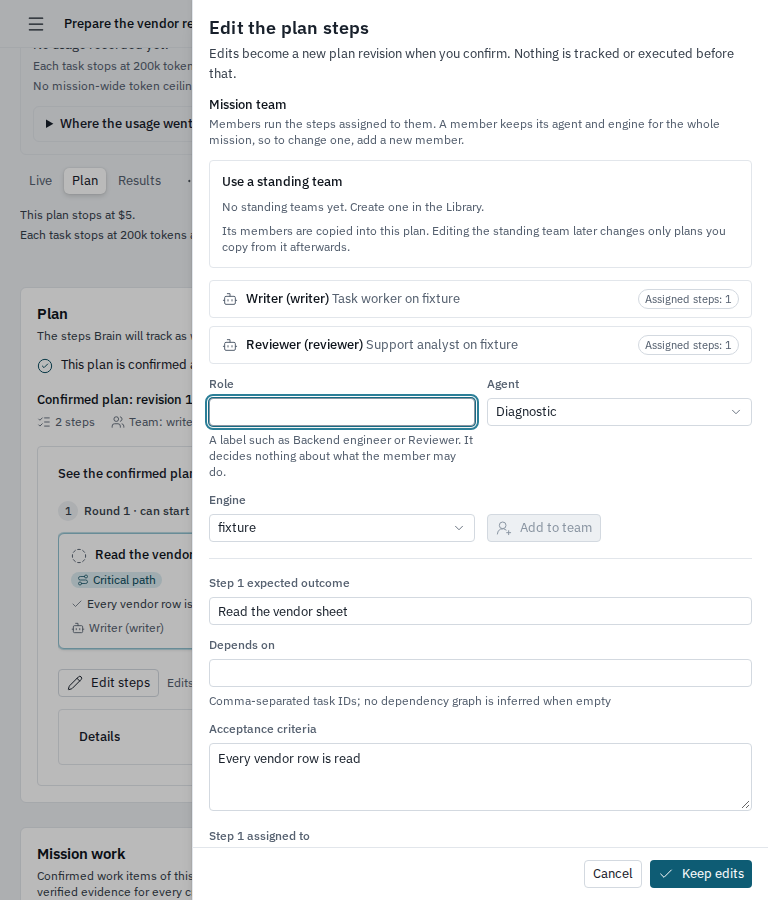 Prepare the vendor re
No usage recorded yet.
Each task stops at 200k token
No mission-wide token ceilin
Where the usage went
Live
Plan
Results
This plan stops at $5.
Each task stops at 200k tokens a
Plan
The steps Brain will track as w
This plan is confirmed a
Confirmed plan: revision 1
2 steps
Team: write
See the confirmed plan
1
Round 1 · can start
Read the vendor
Critical path
Every vendor row is
Writer (writer)
Edit steps
Edits
Details
Mission work
Confirmed work items of this
verified evidence for every c
Edit the plan steps
Edits become a new plan revision when you confirm. Nothing is tracked or executed before
that.
Mission team
Members run the steps assigned to them. A member keeps its agent and engine for the whole
mission, so to change one, add a new member.
Use a standing team
No standing teams yet. Create one in the Library.
Its members are copied into this plan. Editing the standing team later changes only plans you
copy from it afterwards.
Writer (writer) Task worker on fixture
Assigned steps: 1
Reviewer (reviewer) Support analyst on fixture
Assigned steps: 1
Role
Agent
Diagnostic
A label such as Backend engineer or Reviewer. It
decides nothing about what the member may
do.
Engine
fixture
Add to team
Step 1 expected outcome
Read the vendor sheet
Depends on
Comma-separated task IDs; no dependency graph is inferred when empty
Acceptance criteria
Every vendor row is read
Step 1 assigned to
Cancel
Keep edits